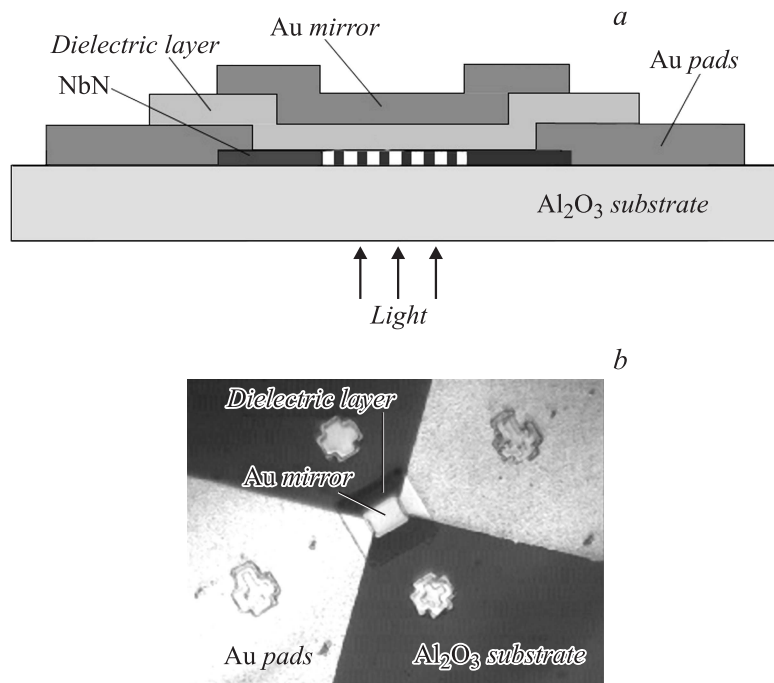 a
Au mirror
Dielectric layer
Au pads
NbN
Al₂O₃ substrate
Light
b
Dielectric layer
Au mirror
Au pads
Al₂O₃ substrate